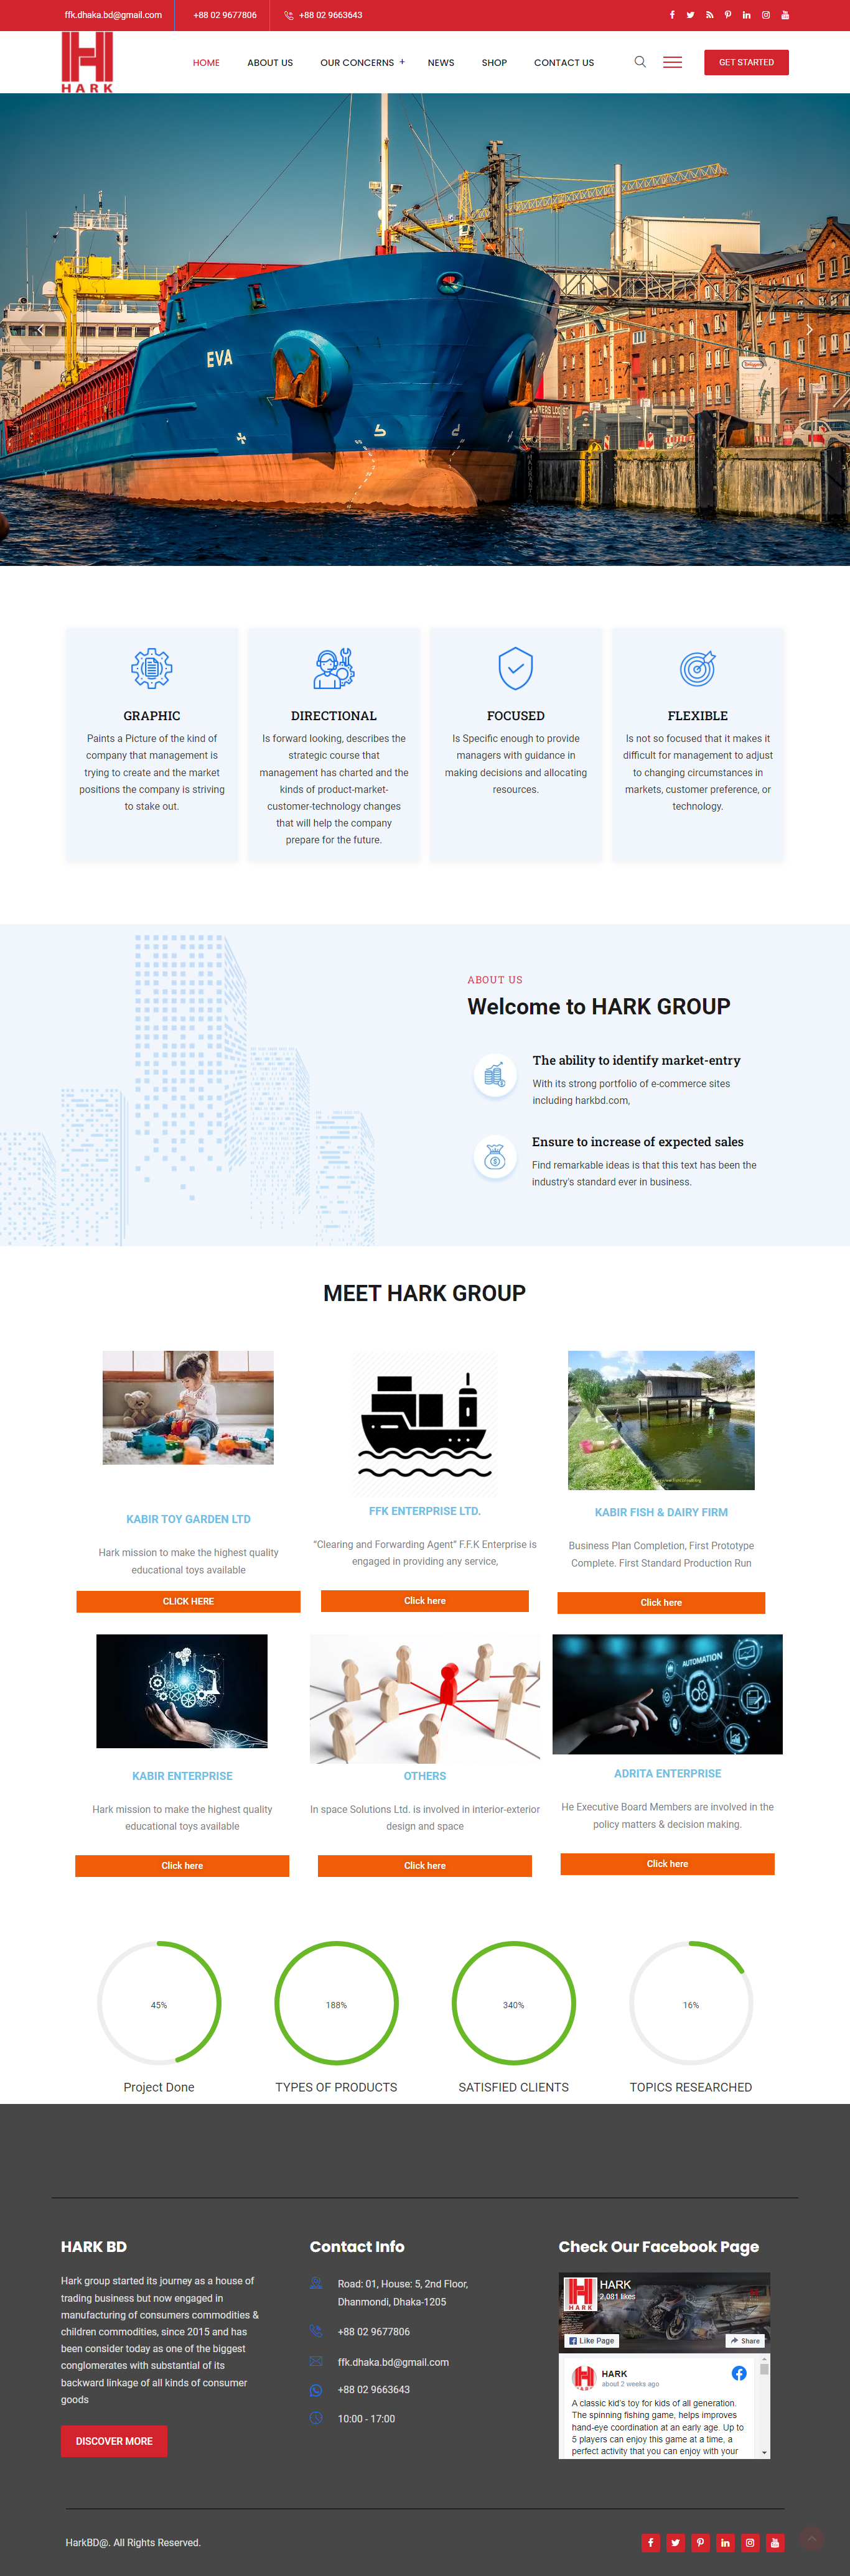 ffk.dhaka.bd@gmail.com
+88 02 9677806
+88 02 9663643
HARK
HOME
ABOUT US
OUR CONCERNS +
NEWS
SHOP
CONTACT US
GET STARTED
EVA
GRAPHIC
Paints a Picture of the kind of
company that management is
trying to create and the market
positions the company is striving
to stake out.
DIRECTIONAL
Is forward looking, describes the
strategic course that
management has charted and the
kinds of product-market-
customer-technology changes
that will help the company
prepare for the future.
FOCUSED
Is Specific enough to provide
managers with guidance in
making decisions and allocating
resources.
FLEXIBLE
Is not so focused that it makes it
difficult for management to adjust
to changing circumstances in
markets, customer preference, or
technology.
ABOUT US
Welcome to HARK GROUP
The ability to identify market-entry
With its strong portfolio of e-commerce sites
including harkbd.com,
Ensure to increase of expected sales
Find remarkable ideas is that this text has been the
industry's standard ever in business.
MEET HARK GROUP
KABIR TOY GARDEN LTD
Hark mission to make the highest quality
educational toys available
CLICK HERE
FFK ENTERPRISE LTD.
“Clearing and Forwarding Agent” F.F.K Enterprise is
engaged in providing any service,
Click here
KABIR FISH & DAIRY FIRM
Business Plan Completion, First Prototype
Complete. First Standard Production Run
Click here
KABIR ENTERPRISE
Hark mission to make the highest quality
educational toys available
Click here
OTHERS
In space Solutions Ltd. is involved in interior-exterior
design and space
Click here
AUTOMATION
ADRITA ENTERPRISE
He Executive Board Members are involved in the
policy matters & decision making.
Click here
45%
Project Done
188%
TYPES OF PRODUCTS
340%
SATISFIED CLIENTS
16%
TOPICS RESEARCHED
HARK BD
Hark group started its journey as a house of
trading business but now engaged in
manufacturing of consumers commodities &
children commodities, since 2015 and has
been consider today as one of the biggest
conglomerates with substantial of its
backward linkage of all kinds of consumer
goods
DISCOVER MORE
Contact Info
Road: 01, House: 5, 2nd Floor,
Dhanmondi, Dhaka-1205
+88 02 9677806
ffk.dhaka.bd@gmail.com
+88 02 9663643
10:00 - 17:00
Check Our Facebook Page
HARK
HARK
2,081 likes
Like Page
Share
HARK
about 2 weeks ago
A classic kid's toy for kids of all generation.
The spinning fishing game, helps improves
hand-eye coordination at an early age. Up to
5 players can enjoy this game at a time, a
perfect activity that you can enjoy with your
HarkBD@. All Rights Reserved.